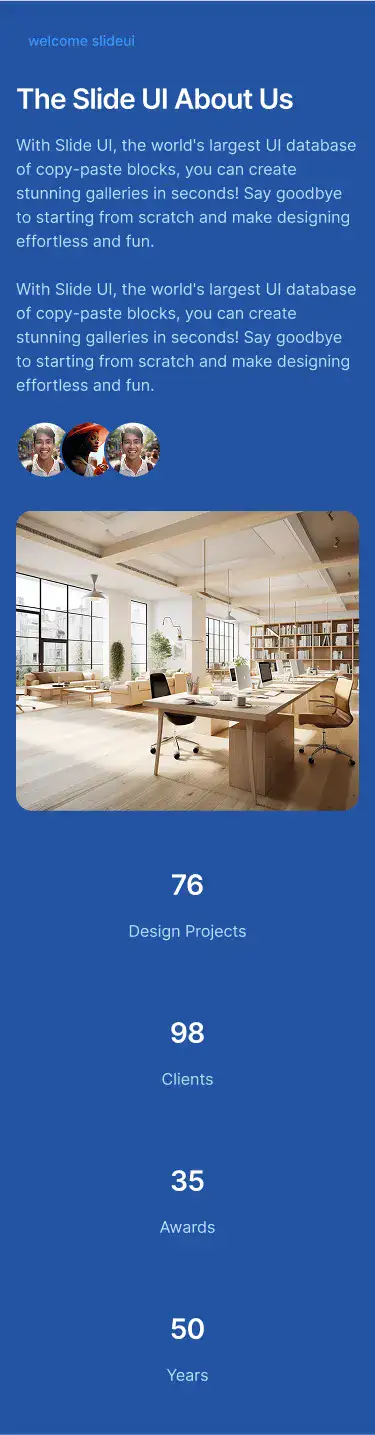 welcome slideui
The Slide UI About Us
With Slide UI, the world's largest UI database
of copy-paste blocks, you can create
stunning galleries in seconds! Say goodbye
to starting from scratch and make designing
effortless and fun.
With Slide UI, the world's largest UI database
of copy-paste blocks, you can create
stunning galleries in seconds! Say goodbye
to starting from scratch and make designing
effortless and fun.
76
Design Projects
98
Clients
35
Awards
50
Years